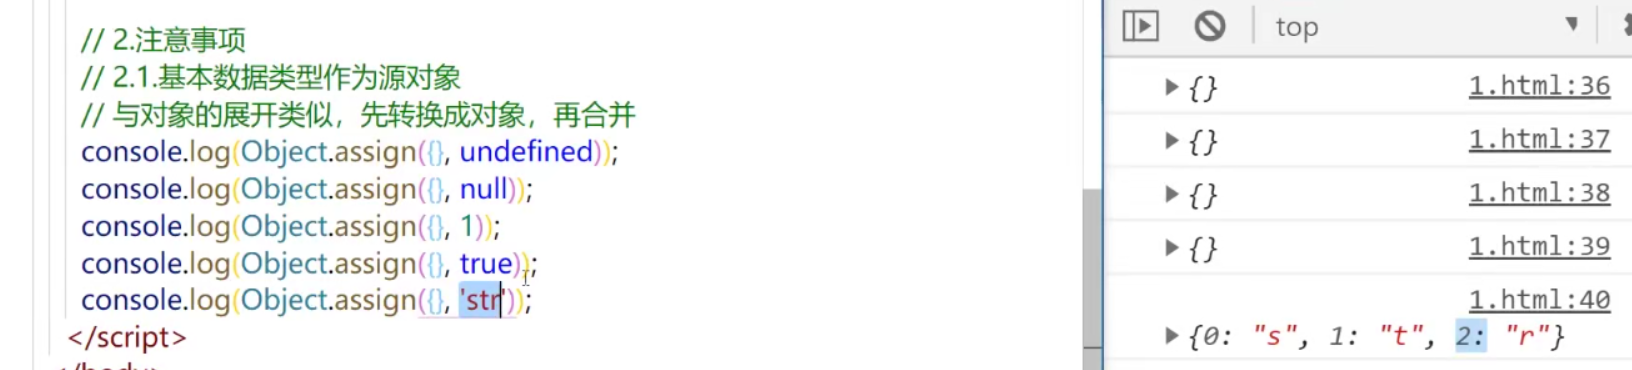 // 2.注意事项
// 2.1.基本数据类型作为源对象
// 与对象的展开类似，先转换成对象，再合并
console.log(Object.assign({}, undefined));
console.log(Object.assign({}, null));
console.log(Object.assign({}, 1));
console.log(Object.assign({}, true));
console.log(Object.assign({}, 'str'));
</script>
top
{} 1.html:36
{} 1.html:37
{} 1.html:38
{} 1.html:39
1.html:40
{0: "s", 1: "t", 2: "r"}